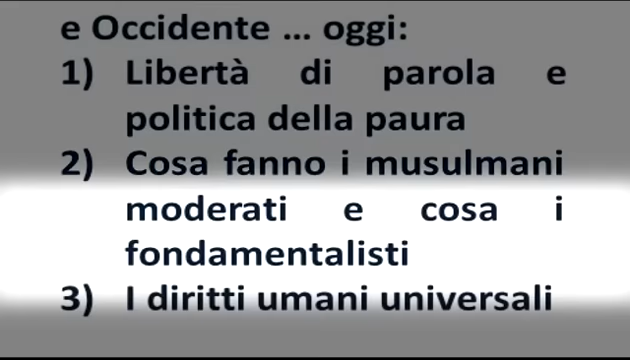 e Occidente ... oggi:
1) Libertà di parola e
politica della paura
2) Cosa fanno i musulmani
moderati e cosa i
fondamentalisti
3) I diritti umani universali